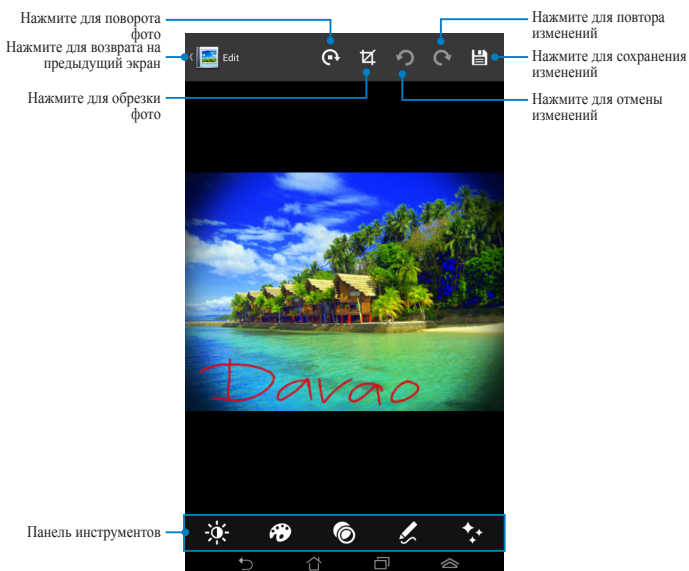 Нажмите для поворота
фото
Нажмите для возврата на
предыдущий экран
Нажмите для обрезки
фото
Нажмите для повтора
изменений
Нажмите для сохранения
изменений
Нажмите для отмены
изменений
Edit
Davao
Панель инструментов